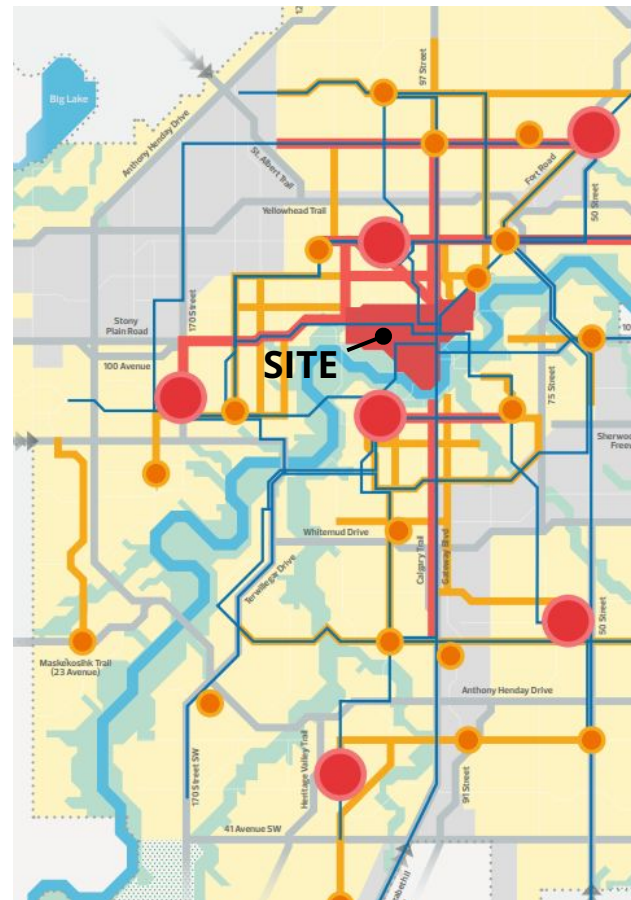 Big Lake
Anthony Henday Drive
St. Albert Trail
97 Street
Fort Road
50 Street
Yellowhead Trail
170 Street
Stony
Plain Road
100 Avenue
SITE
75 Street
Whitemud Drive
Calgary Trail
Gateway Blvd
Terwillegar Drive
50 Street
Maskekosihk Trail
(23 Avenue)
Anthony Henday Drive
170 Street SW
Heritage Valley Trail
91 Street
41 Avenue SW